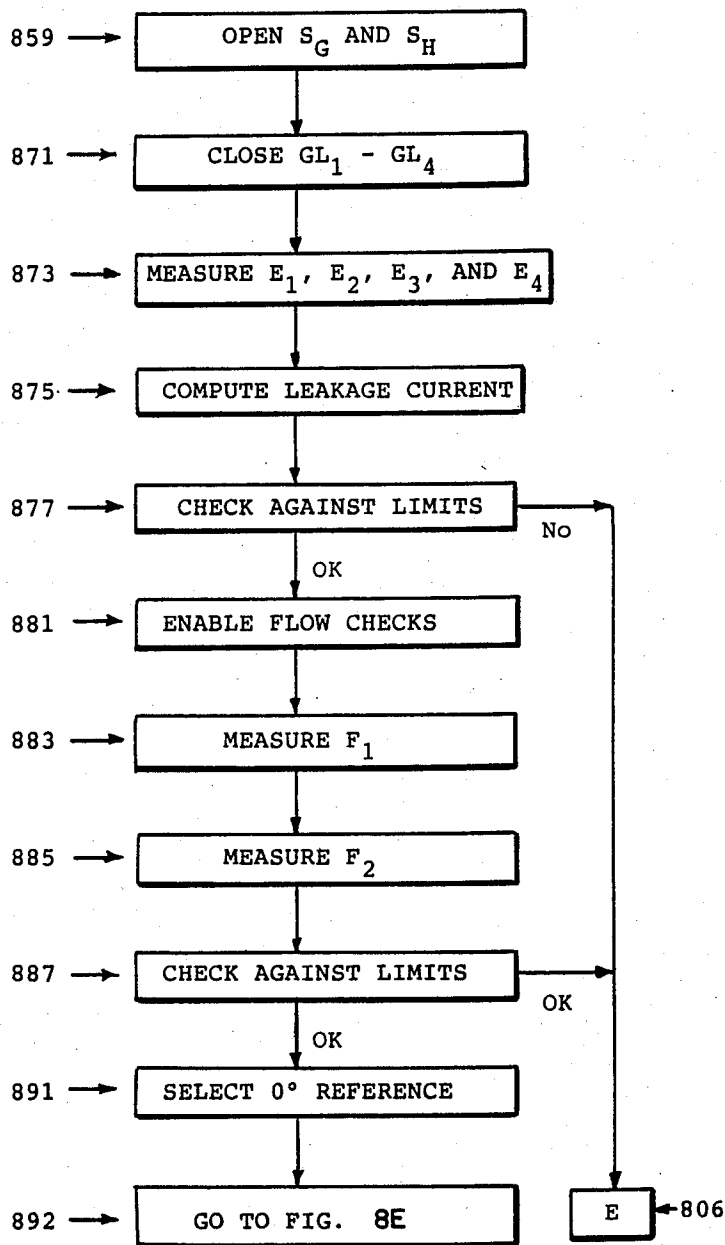 859 → OPEN S_G AND S_H
871 → CLOSE GL_1 - GL_4
873 → MEASURE E_1, E_2, E_3, AND E_4
875 → COMPUTE LEAKAGE CURRENT
877 → CHECK AGAINST LIMITS
No
OK
881 → ENABLE FLOW CHECKS
883 → MEASURE F_1
885 → MEASURE F_2
887 → CHECK AGAINST LIMITS
OK
OK
891 → SELECT 0° REFERENCE
892 → GO TO FIG. 8E
E ← 806